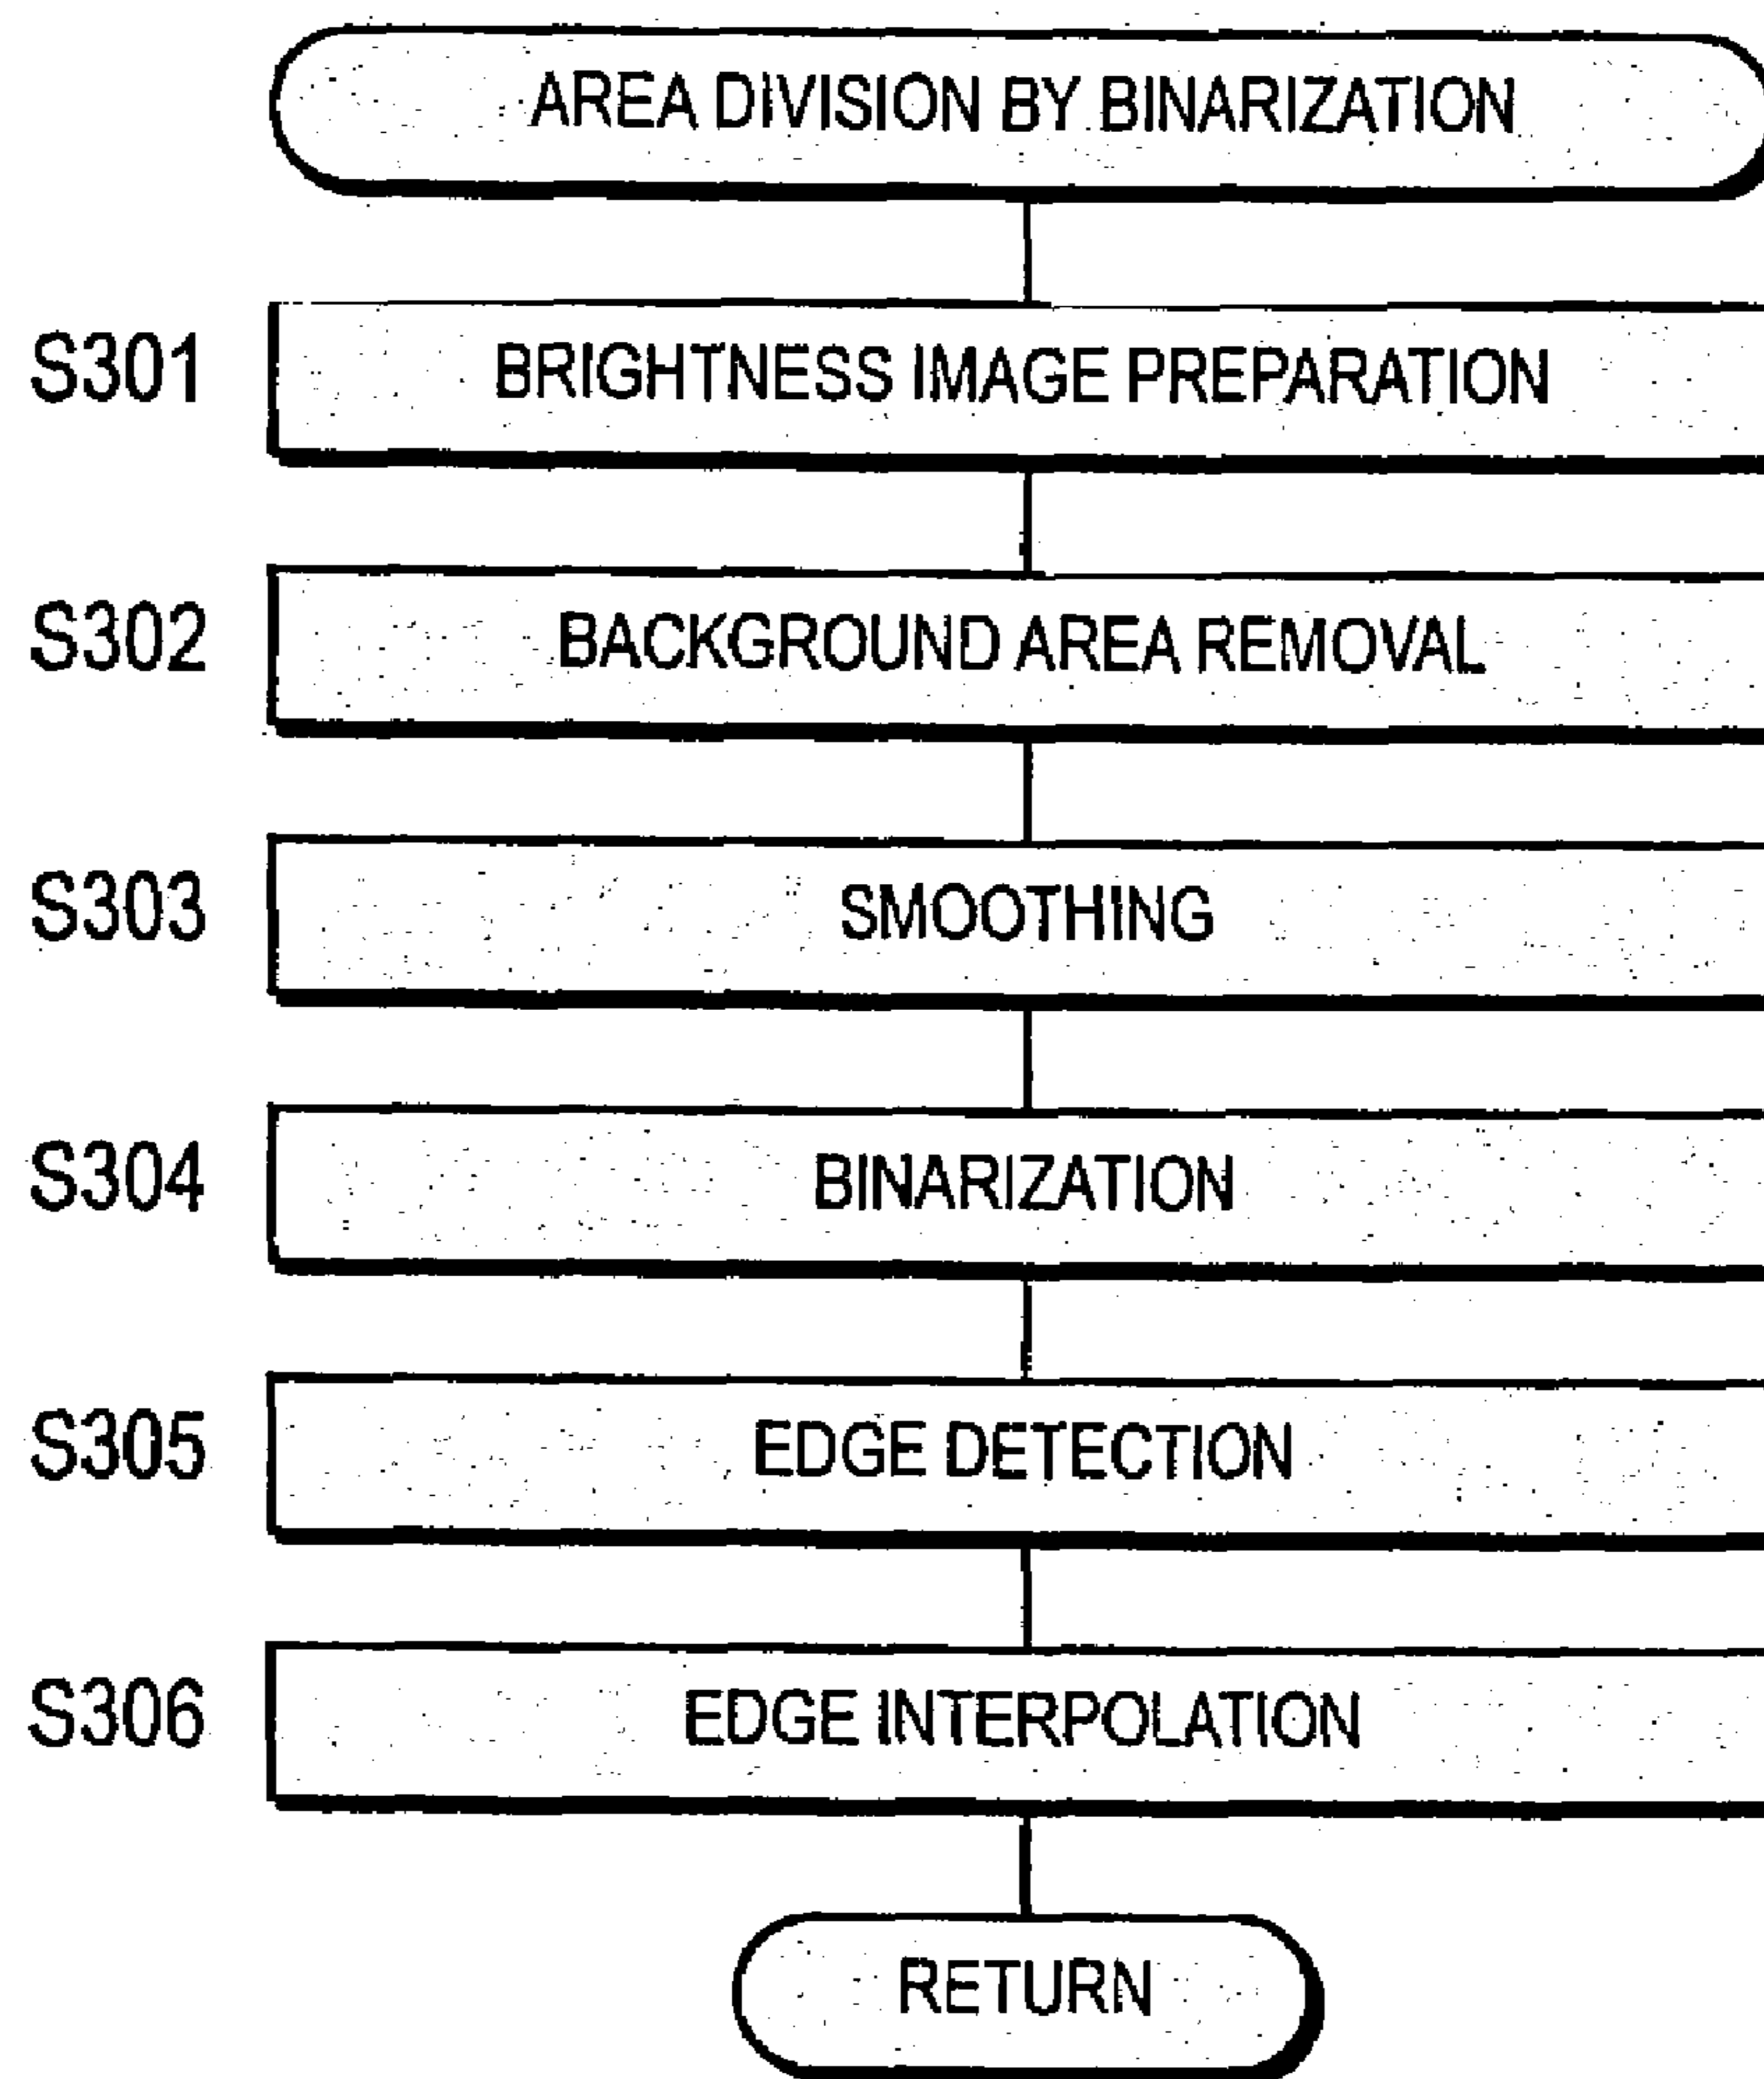 AREA DIVISION BY BINARIZATION
S301 BRIGHTNESS IMAGE PREPARATION
S302 BACKGROUND AREA REMOVAL
S303 SMOOTHING
S304 BINARIZATION
S305 EDGE DETECTION
S306 EDGE INTERPOLATION
RETURN